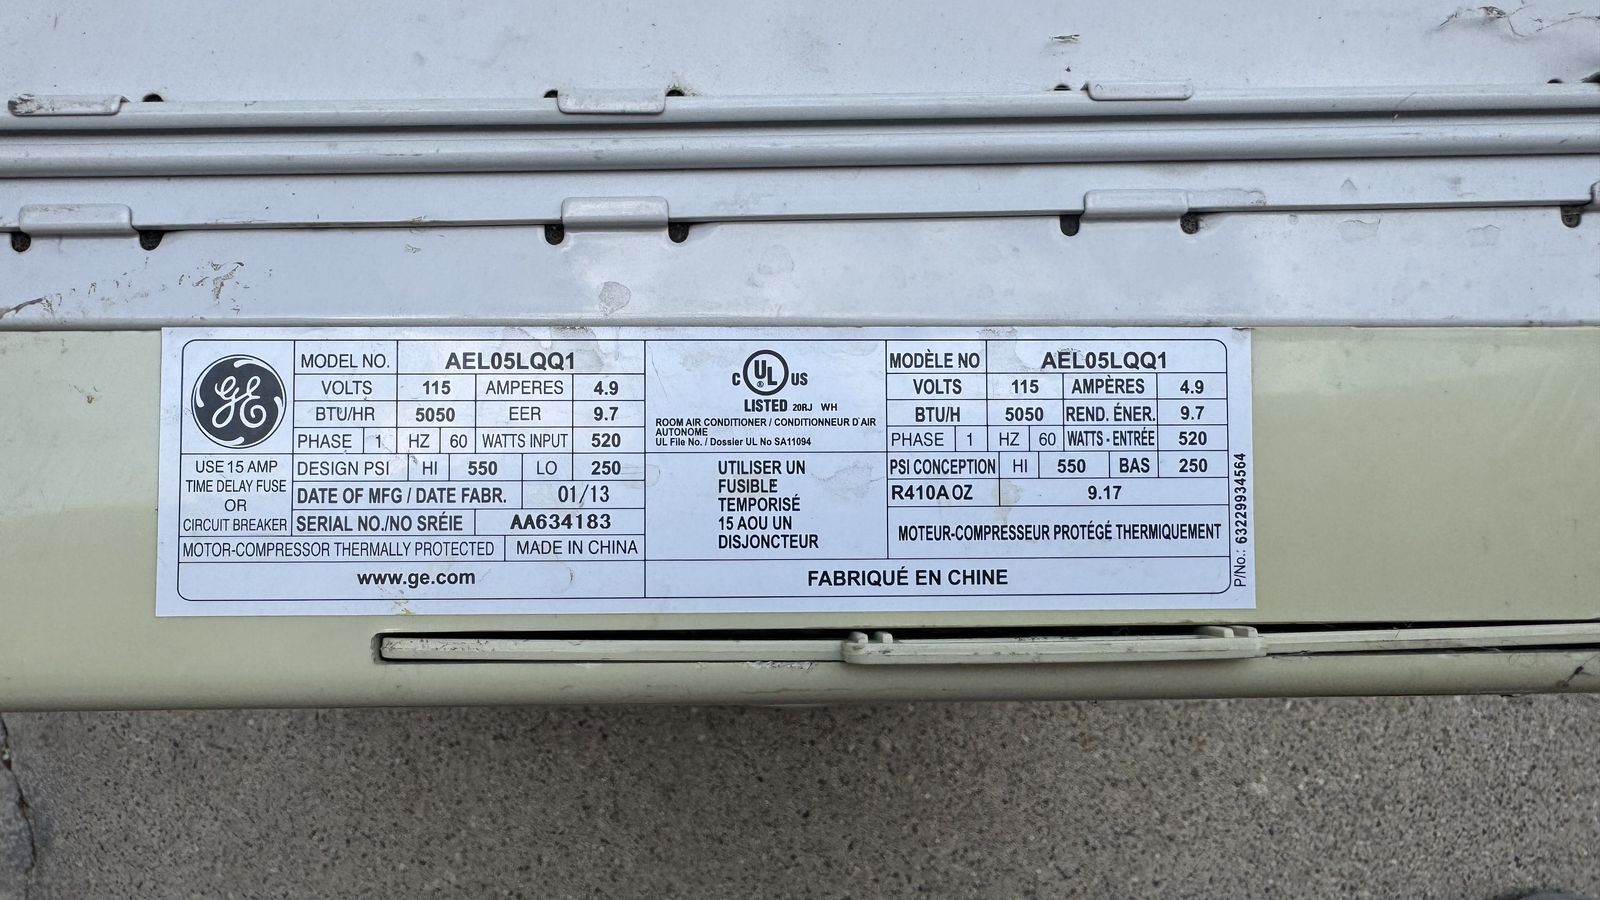 GE
MODEL NO. AEL05LQQ1
VOLTS 115 AMPERES 4.9
BTU/HR 5050 EER 9.7
PHASE 1 HZ 60 WATTS INPUT 520
USE 15 AMP
TIME DELAY FUSE
OR
CIRCUIT BREAKER
DESIGN PSI HI 550 LO 250
DATE OF MFG / DATE FABR. 01/13
SERIAL NO./NO SRÉIE AA634183
MOTOR-COMPRESSOR THERMALLY PROTECTED MADE IN CHINA
www.ge.com
C UL ® US
LISTED 20RJ WH
ROOM AIR CONDITIONER / CONDITIONNEUR D'AIR
AUTONOME
UL File No. / Dossier UL No SA11094
UTILISER UN
FUSIBLE
TEMPORISÉ
15 AOU UN
DISJONCTEUR
MODÈLE NO AEL05LQQ1
VOLTS 115 AMPÈRES 4.9
BTU/H 5050 REND. ÉNER. 9.7
PHASE 1 HZ 60 WATTS - ENTRÉE 520
PSI CONCEPTION HI 550 BAS 250
R410A OZ 9.17
MOTEUR-COMPRESSEUR PROTÉGÉ THERMIQUEMENT
FABRIQUÉ EN CHINE
P/No.: 63229934564